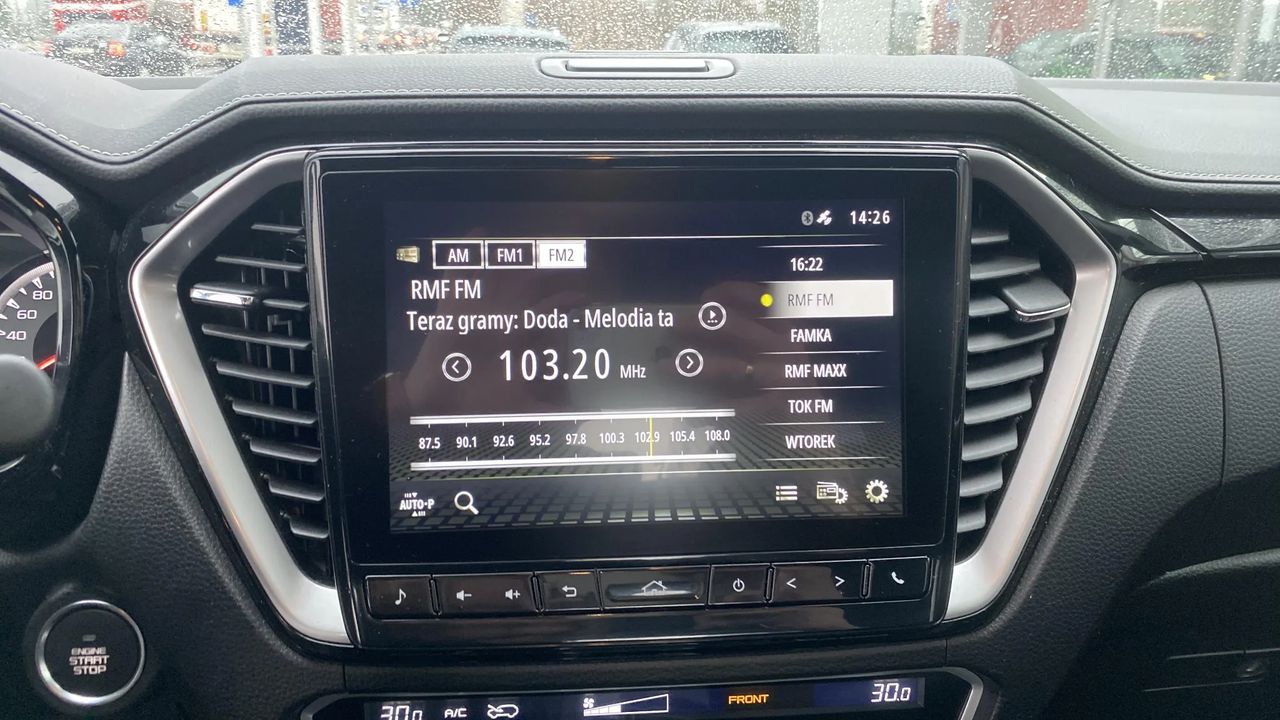 14:26
AM FM1 FM2
RMF FM
Teraz gramy: Doda - Melodia ta
103.20 MHz
87.5 90.1 92.6 95.2 97.8 100.3 102.9 105.4 108.0
AUTO•P
16:22
RMF FM
FAMKA
RMF MAXX
TOK FM
WTOREK
80
60
40
ENGINE
START
STOP
30.0 A/C FRONT 30.0